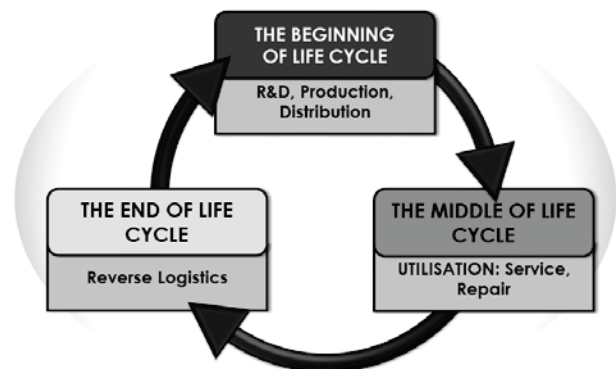 THE BEGINNING
OF LIFE CYCLE
R&D, Production,
Distribution
THE END OF LIFE
CYCLE
Reverse Logistics
THE MIDDLE OF LIFE
CYCLE
UTILISATION: Service,
Repair